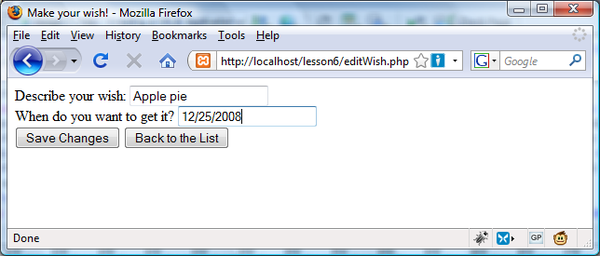 Make your wish! - Mozilla Firefox
File Edit View History Bookmarks Tools Help
http://localhost/lesson6/editWish.php G Google
Describe your wish: Apple pie
When do you want to get it? 12/25/2008
Save Changes Back to the List
Done GP